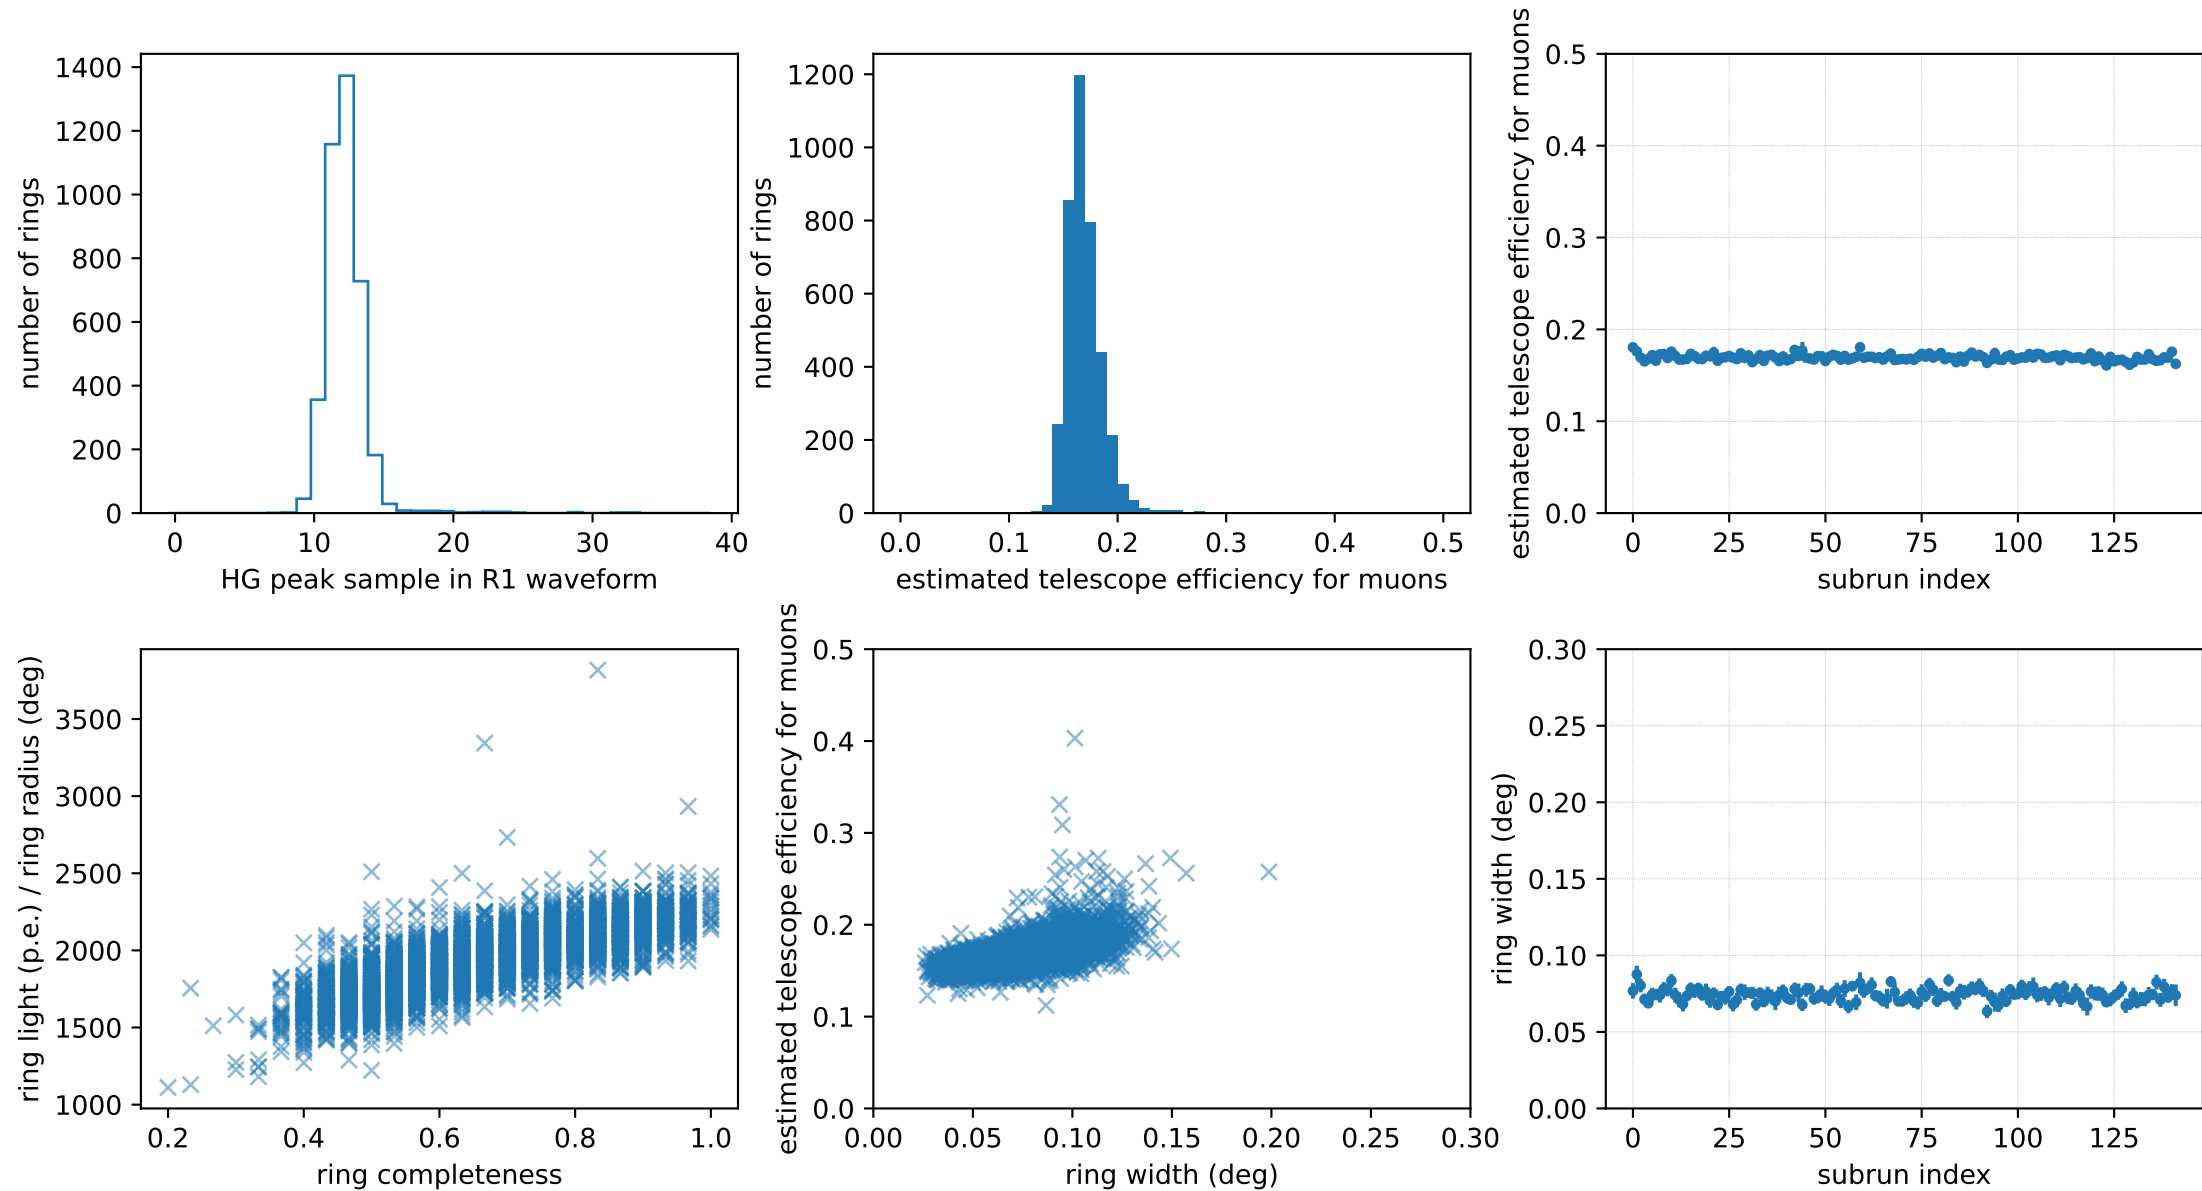 number of rings
1400
1200
1000
800
600
400
200
0
0 10 20 30 40
HG peak sample in R1 waveform
number of rings
1200
1000
800
600
400
200
0
0.0 0.1 0.2 0.3 0.4 0.5
estimated telescope efficiency for muons
estimated telescope efficiency for muons
0.5
0.4
0.3
0.2
0.1
0.0
0 25 50 75 100 125
subrun index
ring light (p.e.) / ring radius (deg)
3500
3000
2500
2000
1500
1000
0.2 0.4 0.6 0.8 1.0
ring completeness
estimated telescope efficiency for muons
0.5
0.4
0.3
0.2
0.1
0.0
0.00 0.05 0.10 0.15 0.20 0.25 0.30
ring width (deg)
ring width (deg)
0.30
0.25
0.20
0.15
0.10
0.05
0.00
0 25 50 75 100 125
subrun index